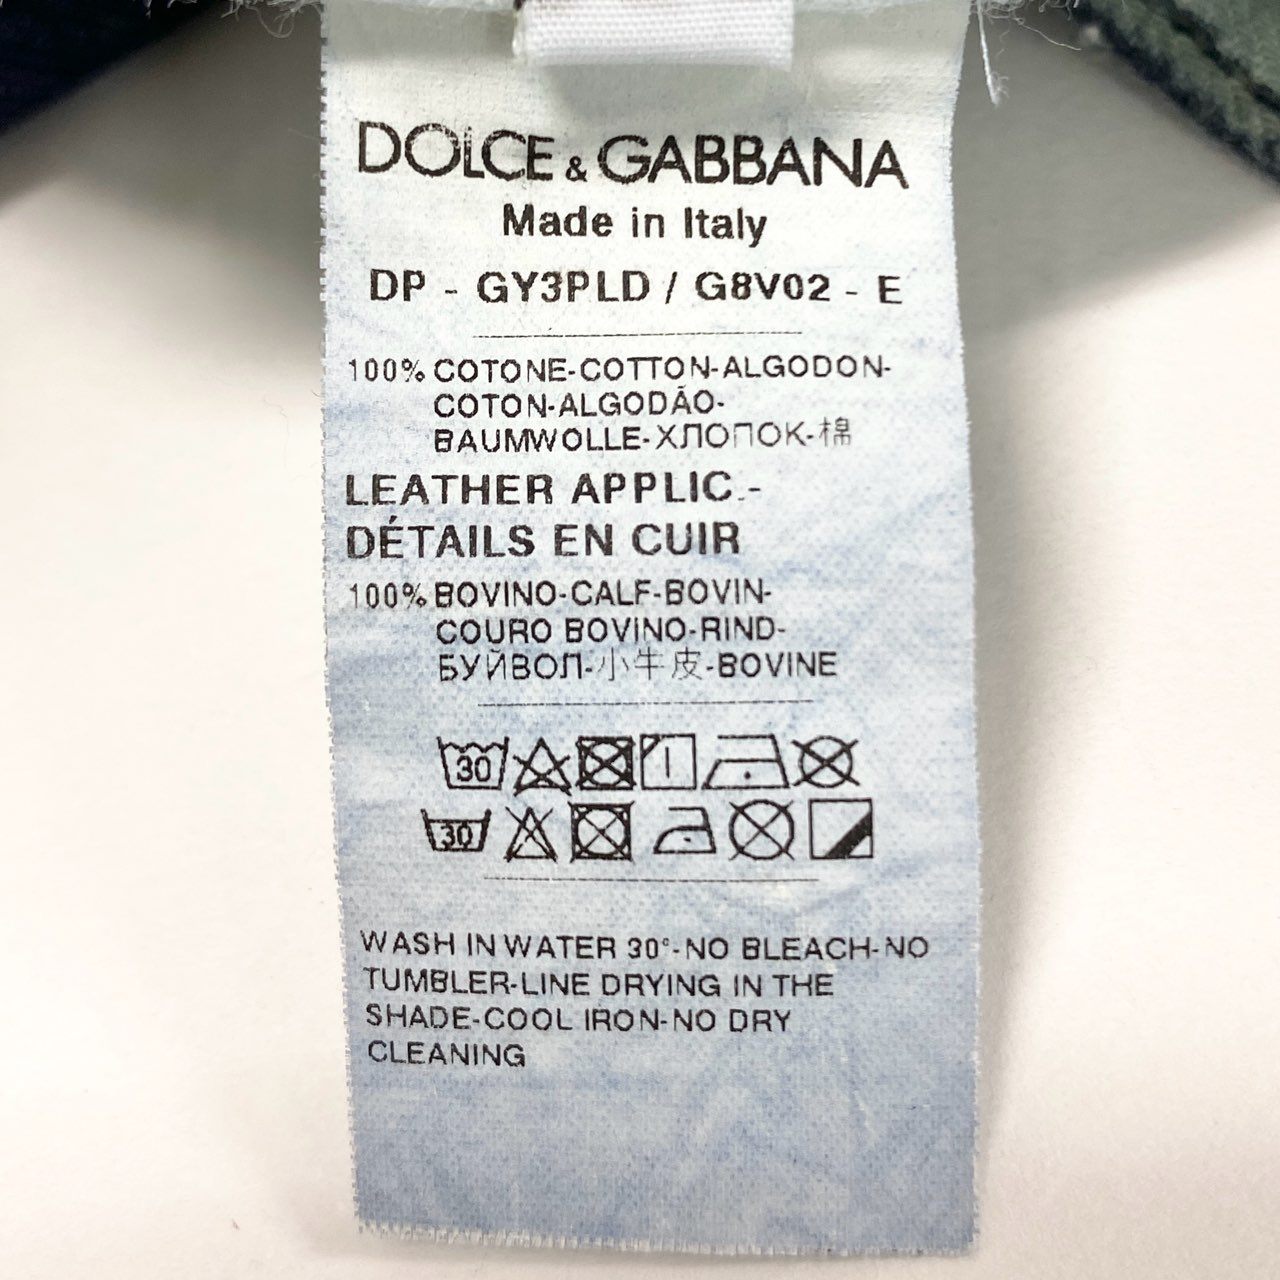 DOLCE & GABBANA
Made in Italy
DP - GY3PLD / G8V02 - E
100% COTONE-COTTON-ALGODON-
COTON-ALGODÃO-
BAUMWOLLE-ХЛОПОК-棉
LEATHER APPLIC.-
DÉTAILS EN CUIR
100% BOVINO-CALF-BOVIN-
COURO BOVINO-RIND-
БУЙВОЛ-小牛皮-BOVINE
30
30
WASH IN WATER 30°-NO BLEACH-NO
TUMBLER-LINE DRYING IN THE
SHADE-COOL IRON-NO DRY
CLEANING